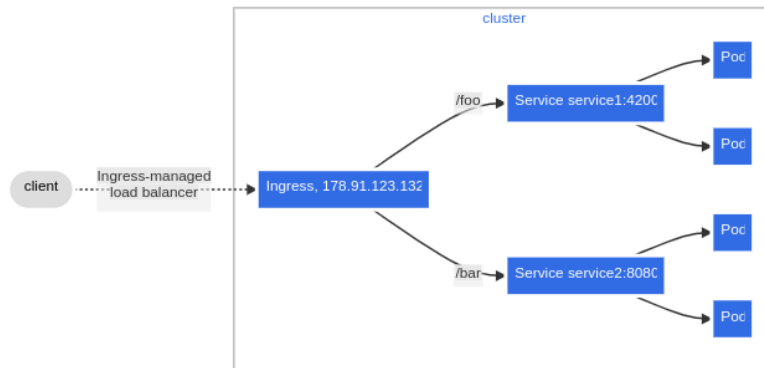 cluster
client
Ingress-managed
load balancer
Ingress, 178.91.123.132
/foo
Service service1:4200
Pod
Pod
/bar
Service service2:8080
Pod
Pod